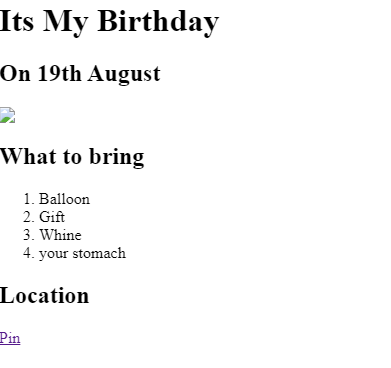 Its My Birthday
On 19th August
What to bring
1. Balloon
2. Gift
3. Whine
4. your stomach
Location
Pin